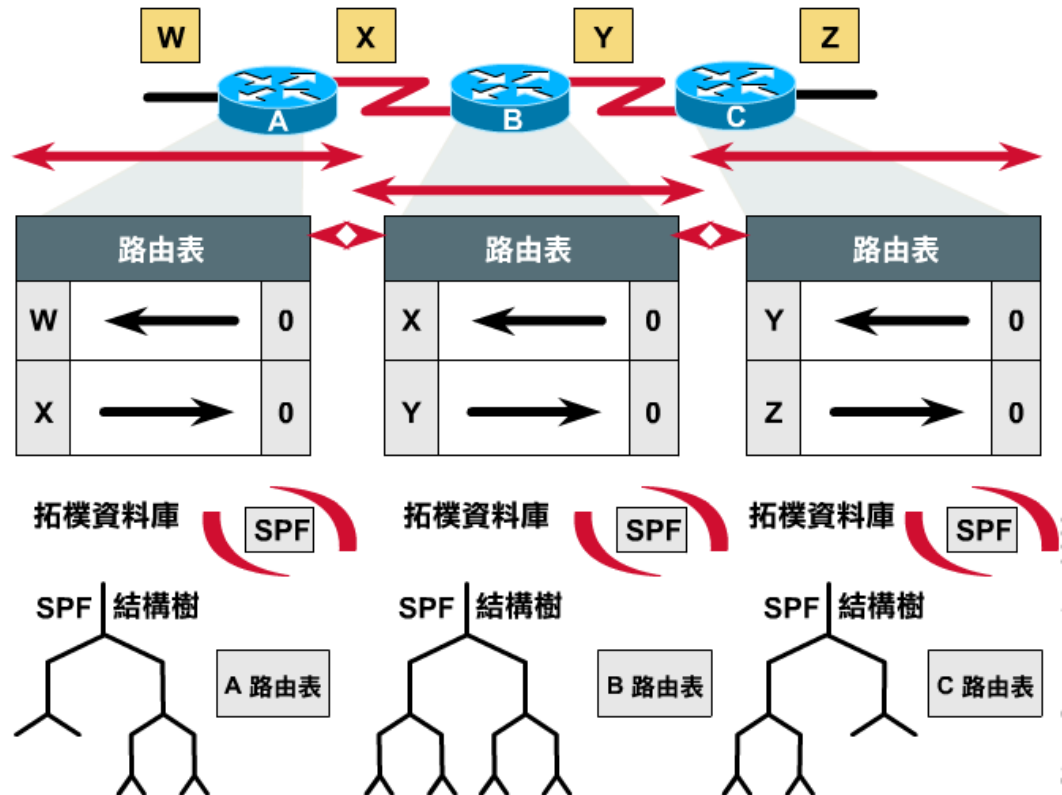 W
X
Y
Z
A
B
C
路由表
路由表
路由表
W 0
X 0
Y 0
X 0
Y 0
Z 0
拓樸資料庫
SPF
拓樸資料庫
SPF
拓樸資料庫
SPF
SPF 結構樹
SPF 結構樹
SPF 結構樹
A 路由表
B 路由表
C 路由表